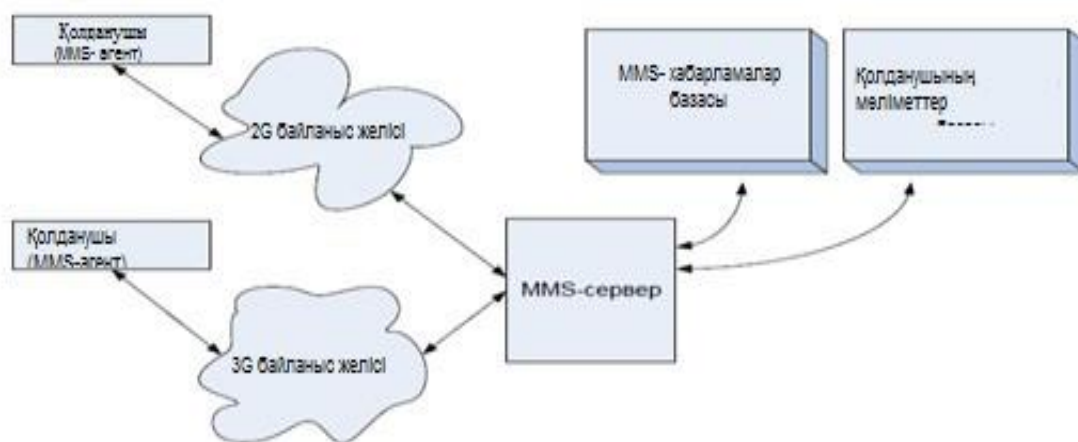 Қолданушы
(MMS- агент)
2G байланыс желісі
MMS- хабарламалар
базасы
Қолданушының
мәліметтер
Қолданушы
(MMS-агент)
MMS-сервер
3G байланыс желісі